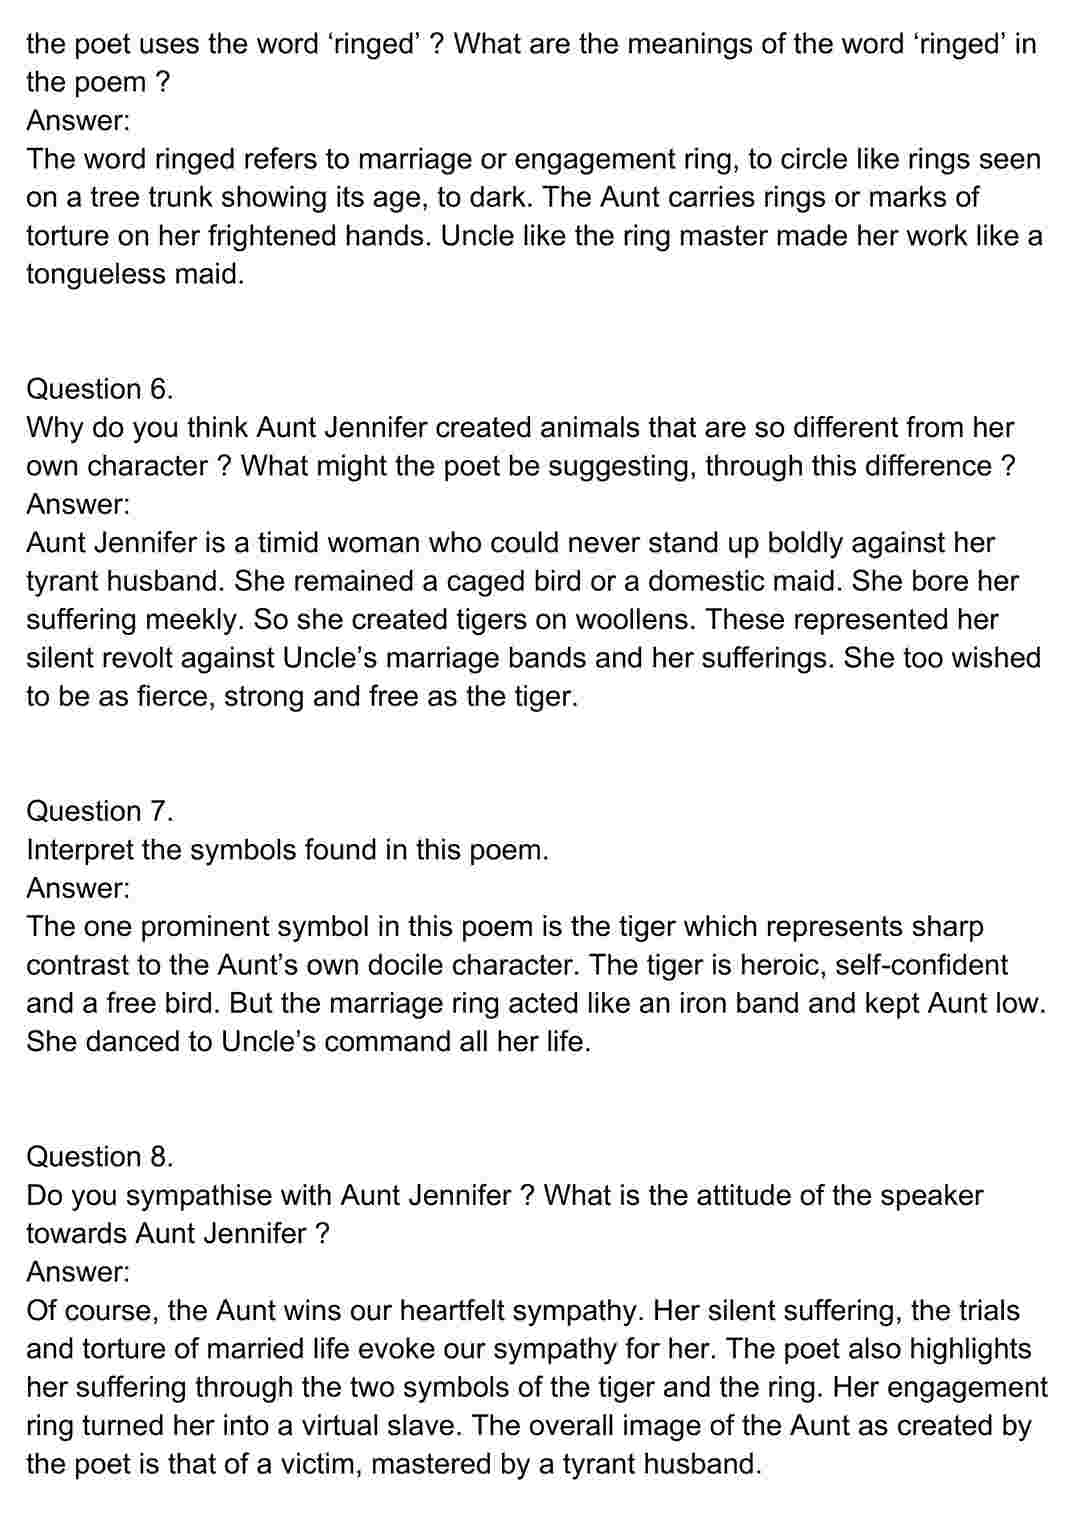 the poet uses the word ‘ringed’ ? What are the meanings of the word ‘ringed’ in
the poem ?
Answer:
The word ringed refers to marriage or engagement ring, to circle like rings seen
on a tree trunk showing its age, to dark. The Aunt carries rings or marks of
torture on her frightened hands. Uncle like the ring master made her work like a
tongueless maid.
Question 6.
Why do you think Aunt Jennifer created animals that are so different from her
own character ? What might the poet be suggesting, through this difference ?
Answer:
Aunt Jennifer is a timid woman who could never stand up boldly against her
tyrant husband. She remained a caged bird or a domestic maid. She bore her
suffering meekly. So she created tigers on woollens. These represented her
silent revolt against Uncle’s marriage bands and her sufferings. She too wished
to be as fierce, strong and free as the tiger.
Question 7.
Interpret the symbols found in this poem.
Answer:
The one prominent symbol in this poem is the tiger which represents sharp
contrast to the Aunt’s own docile character. The tiger is heroic, self-confident
and a free bird. But the marriage ring acted like an iron band and kept Aunt low.
She danced to Uncle’s command all her life.
Question 8.
Do you sympathise with Aunt Jennifer ? What is the attitude of the speaker
towards Aunt Jennifer ?
Answer:
Of course, the Aunt wins our heartfelt sympathy. Her silent suffering, the trials
and torture of married life evoke our sympathy for her. The poet also highlights
her suffering through the two symbols of the tiger and the ring. Her engagement
ring turned her into a virtual slave. The overall image of the Aunt as created by
the poet is that of a victim, mastered by a tyrant husband.